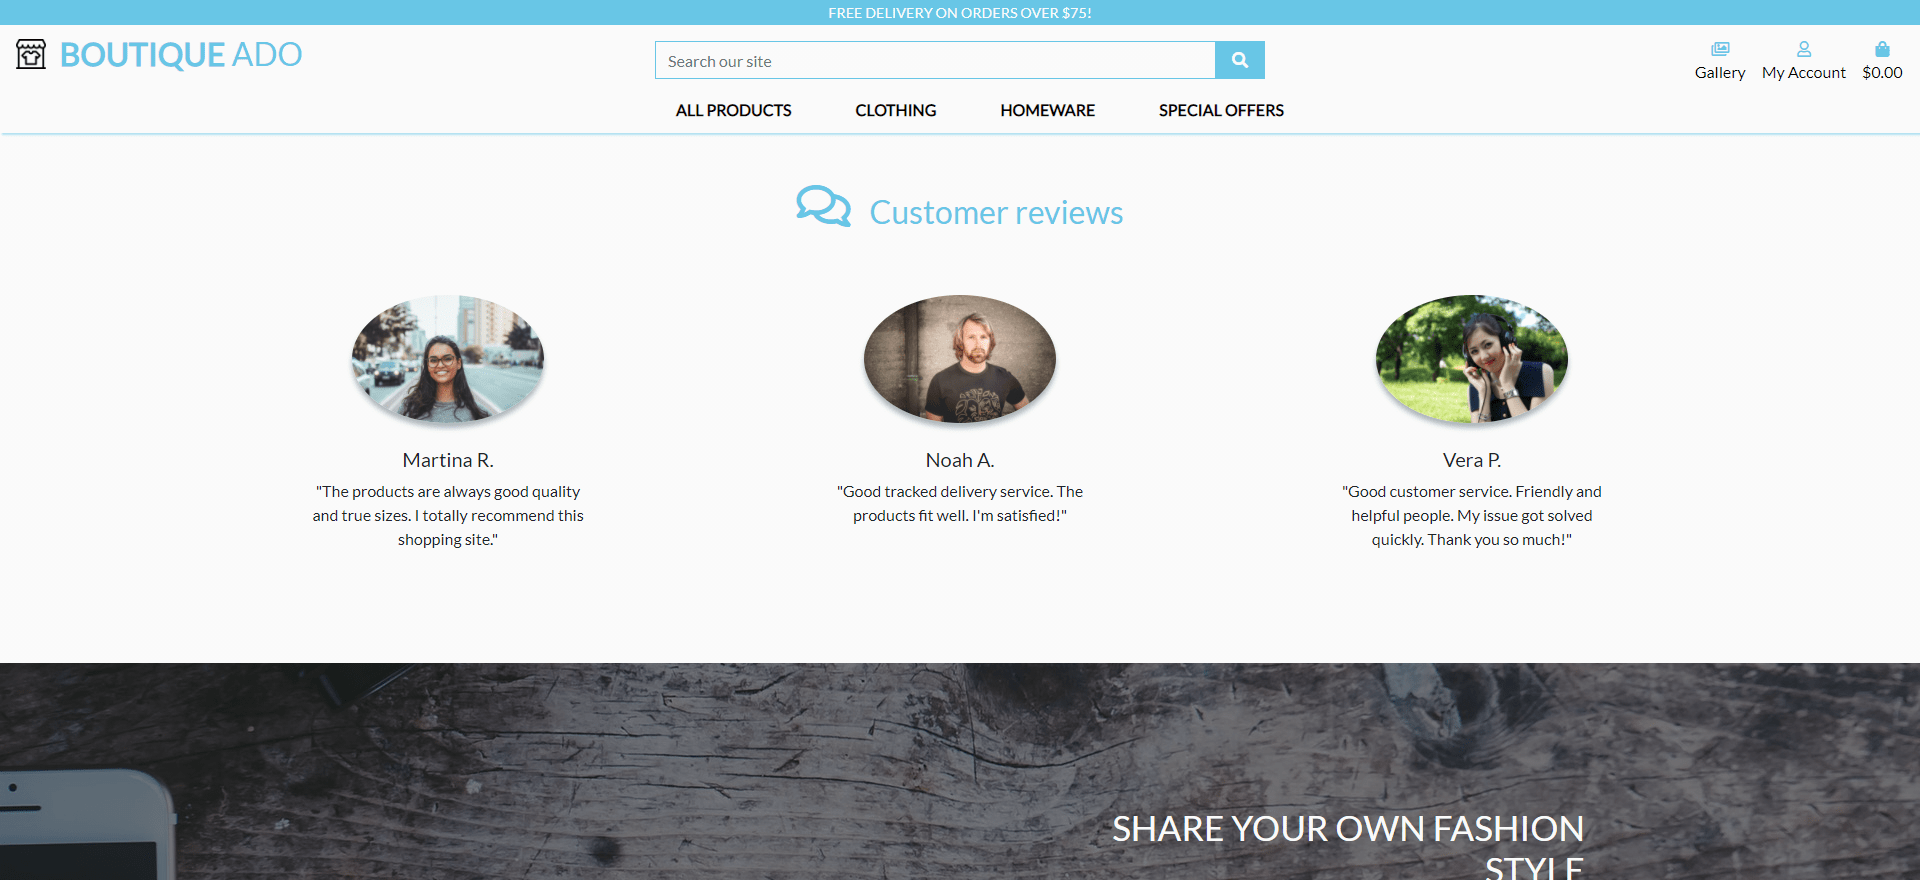 FREE DELIVERY ON ORDERS OVER $75!
BOUTIQUE ADO
Search our site
Gallery
My Account
$0.00
ALL PRODUCTS
CLOTHING
HOMEWARE
SPECIAL OFFERS
Customer reviews
Martina R.
"The products are always good quality
and true sizes. I totally recommend this
shopping site."
Noah A.
"Good tracked delivery service. The
products fit well. I'm satisfied!"
Vera P.
"Good customer service. Friendly and
helpful people. My issue got solved
quickly. Thank you so much!"
SHARE YOUR OWN FASHION
STYLE